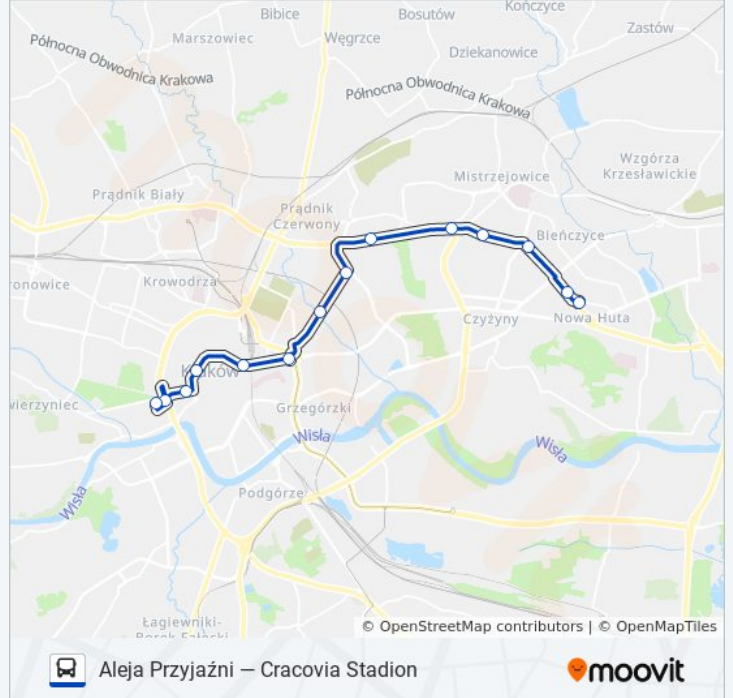 Bibice
Bosutów
Kończyce
Zastów
Marszowiec
Węgrzce
Dziekanowice
Północna Obwodnica Krakowa
Północna Obwodnica Krakowa
Wzgórza
Krzesławickie
Mistrzejowice
Prądnik Biały
Prądnik
Czerwony
Bieńczyce
ronowice
Krowodrza
Czyżyny
Nowa Huta
Kraków
wierzyniec
Grzegórzki
Wisła
Wisła
Wisła
Podgórze
Łagiewniki-
Borek Fałęcki
© OpenStreetMap contributors | © OpenMapTiles
Aleja Przyjaźni — Cracovia Stadion
moovit